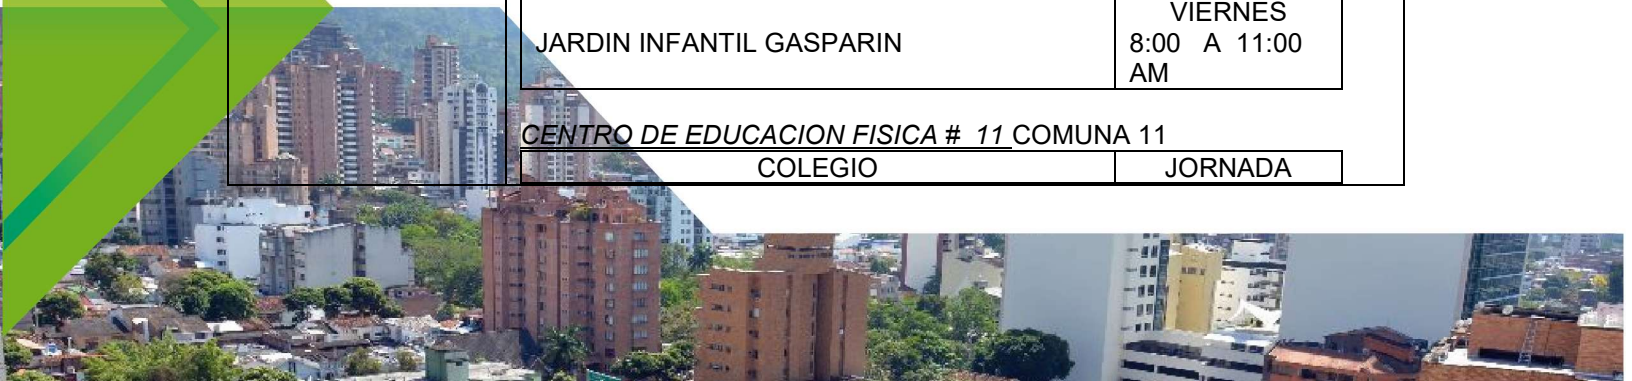 VIERNES
JARDIN INFANTIL GASPARIN
8:00 A 11:00
AM
CENTRO DE EDUCACION FISICA # 11 COMUNA 11
COLEGIO JORNADA